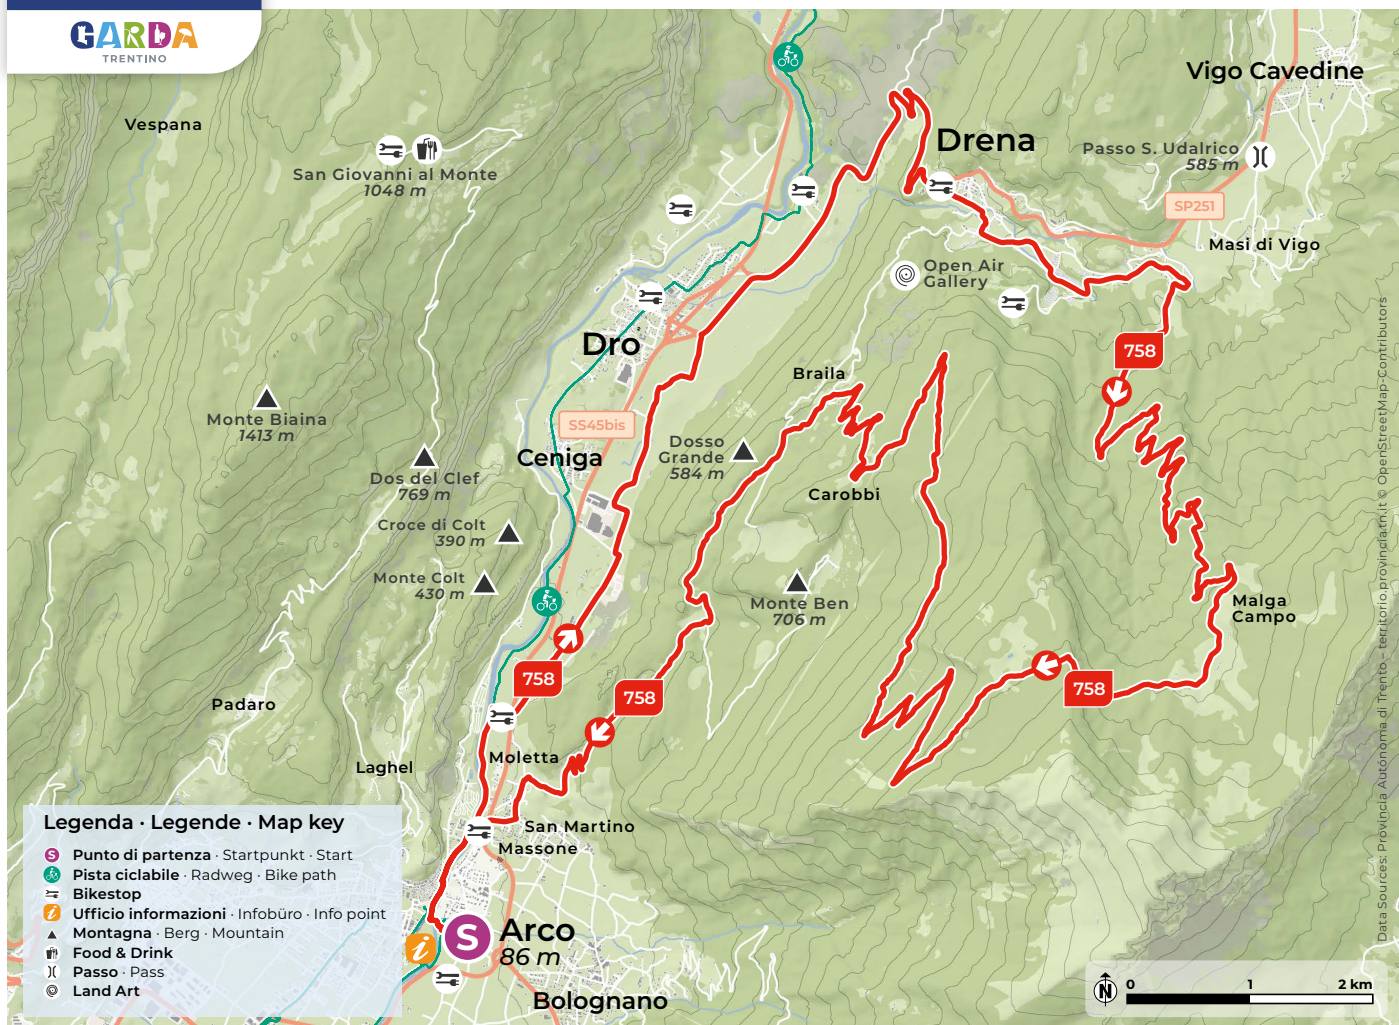 GARDA
TRENTINO
Vespana
San Giovanni al Monte
1048 m
Drena
Vigo Cavedine
Passo S. Udalrico
585 m
SP251
Masi di Vigo
Open Air
Gallery
Dro
758
Braila
Monte Biaina
1413 m
SS45bis
Dosso
Grande
584 m
Ceniga
Dos del Clef
769 m
Carobbi
Croce di Colt
390 m
Monte Colt
430 m
Monte Ben
706 m
Malga
Campo
758
758
758
Padaro
Moletta
Laghel
San Martino
Massone
Legenda · Legende · Map key
S Punto di partenza · Startpunkt · Start
Pista ciclabile · Radweg · Bike path
Bikestop
i Ufficio informazioni · Infobüro · Info point
Montagna · Berg · Mountain
Food & Drink
Passo · Pass
Land Art
S
i
Arco
86 m
Bolognano
N
0 1 2 km
Data Sources: Provincia Autonoma di Trento – territorio.provincia.tn.it © OpenStreetMap-Contributors